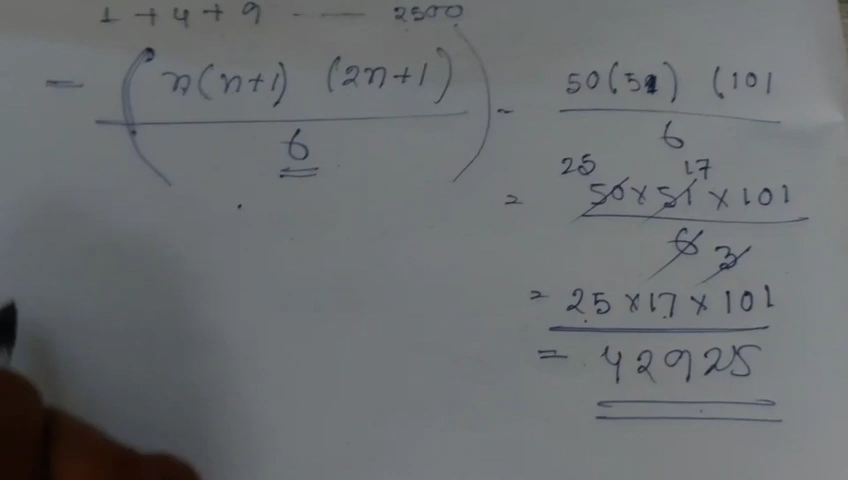 1 + 4 + 9 ------ 2500
= ( n(n+1) (2n+1) / 6 ) - 50(51) (101 / 6
25 17
= 50 × 51 × 101 / 6 3
= 25 × 17 × 101
= 42925